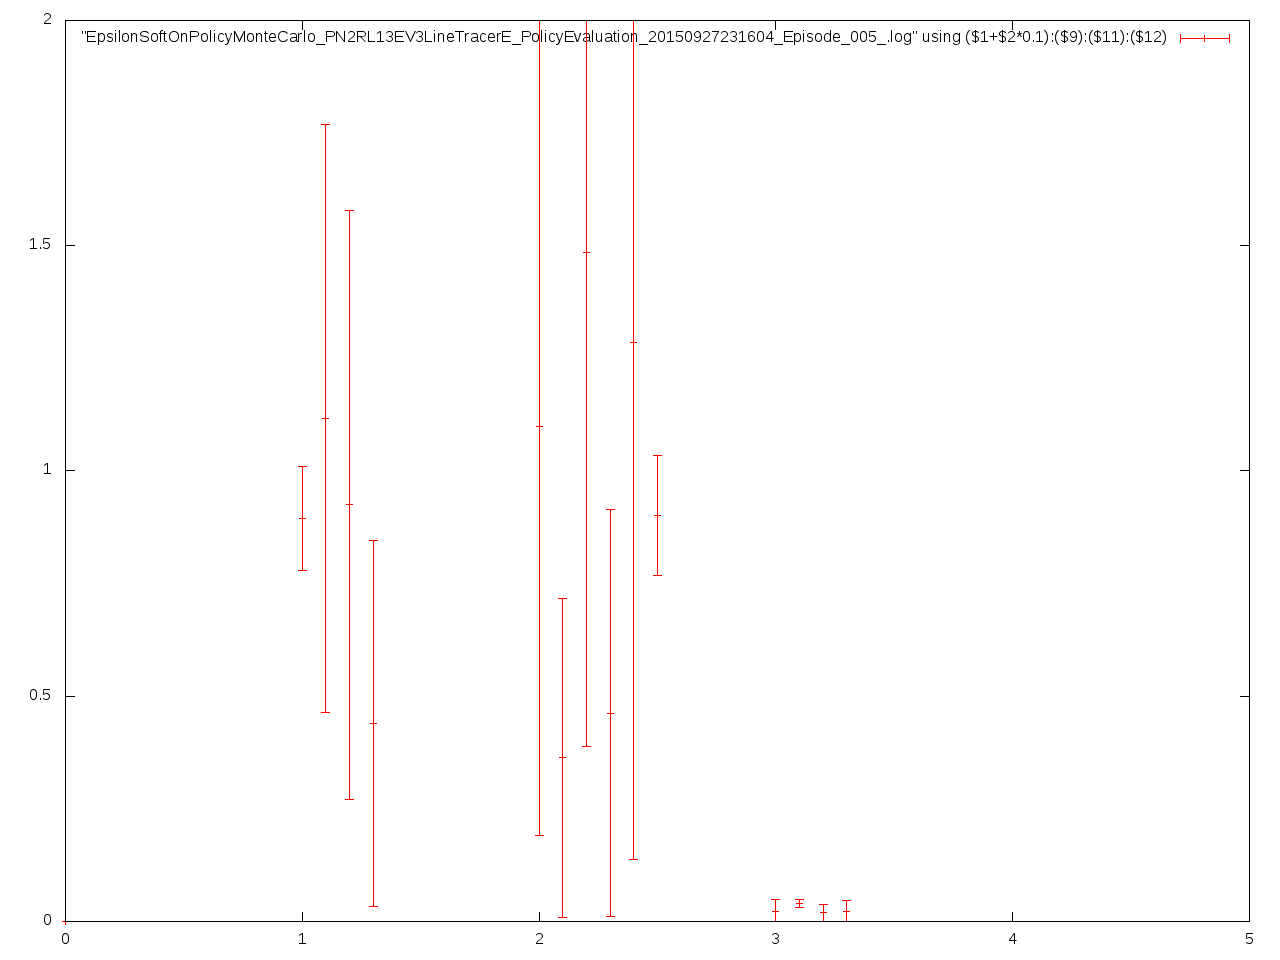 2
"EpsilonSoftOnPolicyMonteCarlo_PN2RL13EV3LineTracerE_PolicyEvaluation_20150927231604_Episode_005_.log" using ($1+$2*0.1):($9):($11):($12)
1.5
1
0.5
0
0 1 2 3 4 5